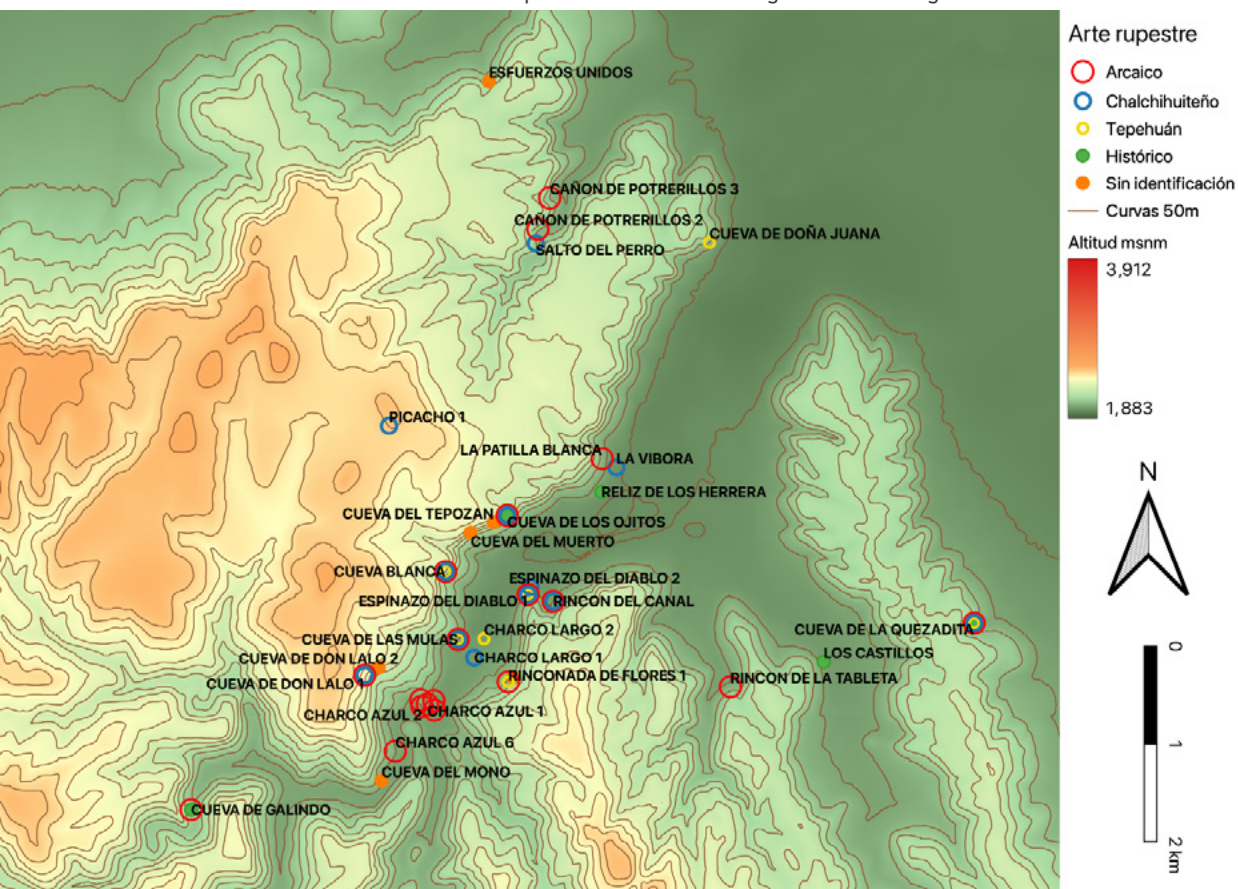 ESFUERZOS UNIDOS
CAÑON DE POTRERILLOS 3
CAÑON DE POTRERILLOS 2
CUEVA DE DOÑA JUANA
SALTO DEL PERRO
PICACHO 1
LA PATILLA BLANCA
LA VIBORA
RELIZ DE LOS HERRERA
CUEVA DEL TEPOZAN
CUEVA DE LOS OJITOS
CUEVA DEL MUERTO
CUEVA BLANCA
ESPINAZO DEL DIABLO 2
ESPINAZO DEL DIABLO 1
RINCON DEL CANAL
CHARCO LARGO 2
CUEVA DE LA QUEZADITA
CUEVA DE LAS MULAS
LOS CASTILLOS
CUEVA DE DON LALO 2
CHARCO LARGO 1
RINCONADA DE FLORES 1
RINCON DE LA TABLETA
CUEVA DE DON LALO 1
CHARCO AZUL 2
CHARCO AZUL 1
CHARCO AZUL 6
CUEVA DEL MONO
CUEVA DE GALINDO
Arte rupestre
Arcaico
Chalchihuiteño
Tepehuán
Histórico
Sin identificación
Curvas 50m
Altitud msnm
3,912
1,883
N
0
1
2 km